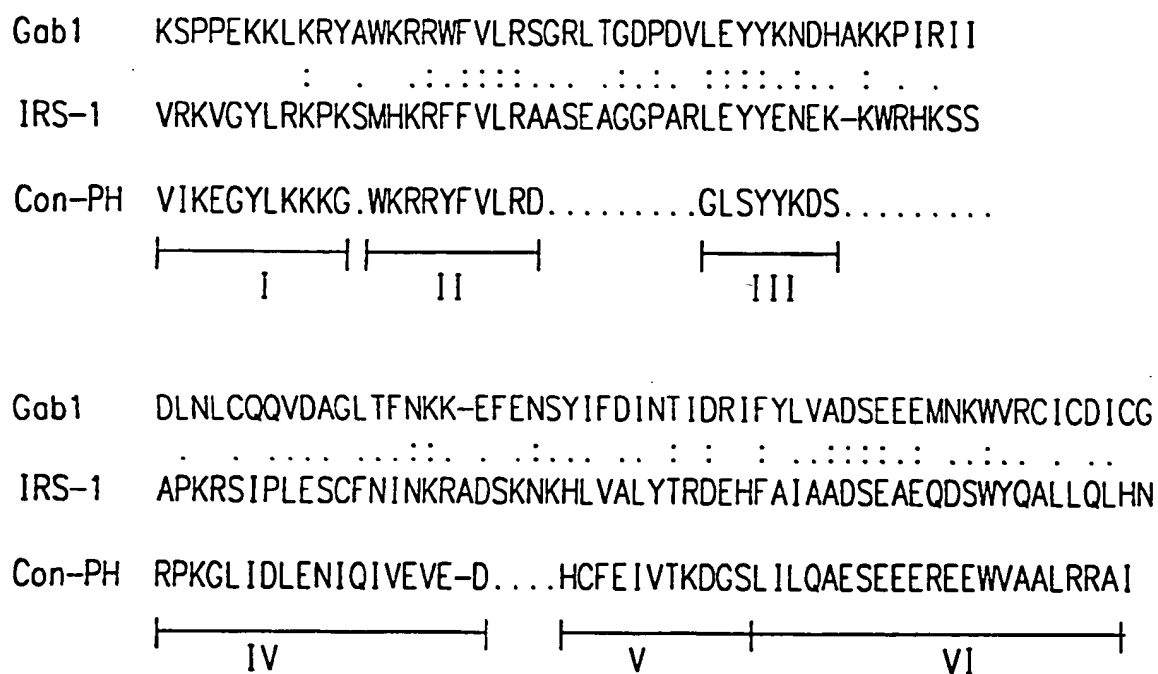 Gab1 KSPPEKKLKRYAWKRRWFVLRSGRLTGDPDVLEYYKNDHAKKPIRII
: . .:.::::... .:.:. ::::.:. : . .
IRS-1 VRKVGYLRKPKSMHKRFFVLRAASEAGGPARLEYYENEK-KWRHKSS
Con-PH VIKEGYLKKKG.WKRRYFVLRD.........GLSYYKDS.........
I II III
Gab1 DLNLCQQVDAGLTFNKK-EFENSYIFDINTIDRIFYLVADSEEEMNKWVRCICDICG
. . .... .:: . .:... .. : : : ..::::.: ..:.. . ..
IRS-1 APKRSIPLESCFNINKRADSKNKHLVALYTRDEHFAIAADSEAEQDSWYQALLQLHN
Con-PH RPKGLIDLENIQIVEVE-D....HCFEIVTKDGSLILQAESEEEREEWVAALRRAI
IV V VI